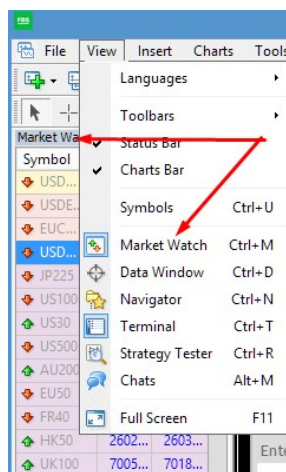 FBS
File View Insert Charts Tools
Languages
Toolbars
Market Wa
Status Bar
Symbol
Charts Bar
USD...
USDE...
Symbols Ctrl+U
EUC...
USD...
Market Watch Ctrl+M
JP225
Data Window Ctrl+D
US100
Navigator Ctrl+N
US30
Terminal Ctrl+T
US500
Strategy Tester Ctrl+R
AU200
Chats Alt+M
EU50
FR40
Full Screen F11
HK50 2602... 2603...
Ente
UK100 7005... 7018...